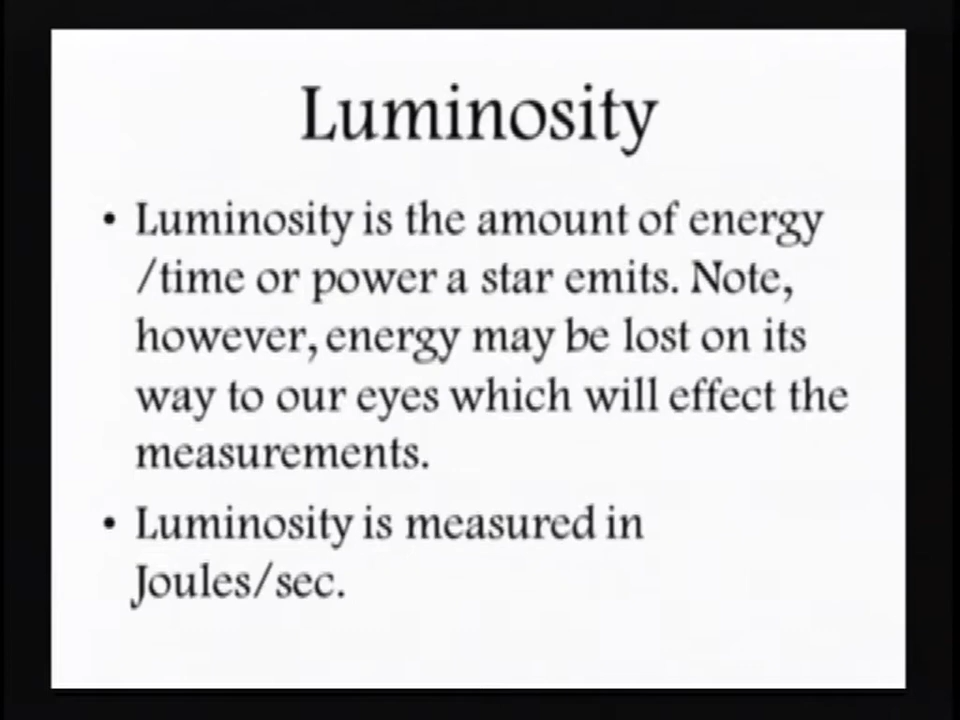 Luminosity
• Luminosity is the amount of energy
/time or power a star emits. Note,
however, energy may be lost on its
way to our eyes which will effect the
measurements.
• Luminosity is measured in
Joules/sec.